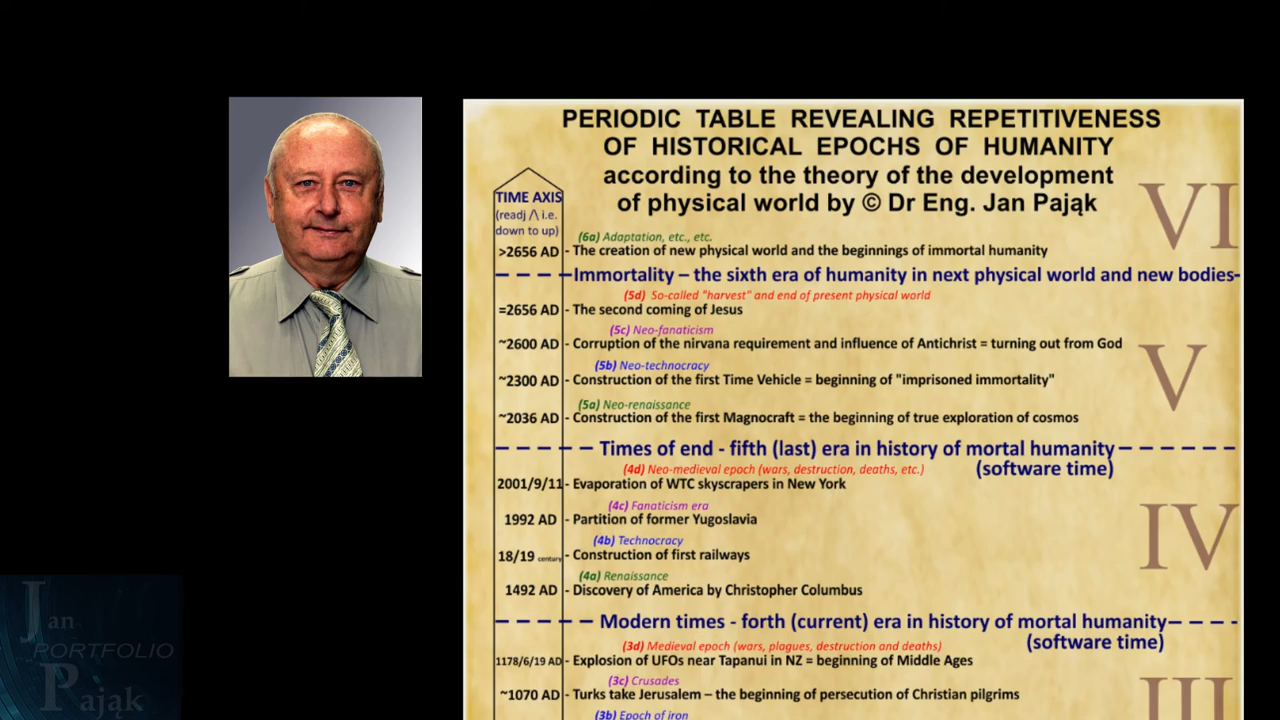 PERIODIC TABLE REVEALING REPETITIVENESS
OF HISTORICAL EPOCHS OF HUMANITY
according to the theory of the development
of physical world by © Dr Eng. Jan Pająk
TIME AXIS
(readj /\ i.e.
down to up)
VI
(6a) Adaptation, etc., etc.
>2656 AD - The creation of new physical world and the beginnings of immortal humanity
Immortality – the sixth era of humanity in next physical world and new bodies
(5d) So-called "harvest" and end of present physical world
=2656 AD - The second coming of Jesus
(5c) Neo-fanaticism
~2600 AD - Corruption of the nirvana requirement and influence of Antichrist = turning out from God
V
(5b) Neo-technocracy
~2300 AD - Construction of the first Time Vehicle = beginning of "imprisoned immortality"
(5a) Neo-renaissance
~2036 AD - Construction of the first Magnocraft = the beginning of true exploration of cosmos
Times of end - fifth (last) era in history of mortal humanity
(software time)
(4d) Neo-medieval epoch (wars, destruction, deaths, etc.)
2001/9/11 - Evaporation of WTC skyscrapers in New York
(4c) Fanaticism era
1992 AD - Partition of former Yugoslavia
IV
(4b) Technocracy
18/19 century - Construction of first railways
(4a) Renaissance
1492 AD - Discovery of America by Christopher Columbus
Modern times - forth (current) era in history of mortal humanity
(software time)
(3d) Medieval epoch (wars, plagues, destruction and deaths)
1178/6/19 AD - Explosion of UFOs near Tapanui in NZ = beginning of Middle Ages
(3c) Crusades
~1070 AD - Turks take Jerusalem – the beginning of persecution of Christian pilgrims
III
(3b) Epoch of iron
Jan
PORTFOLIO
Pająk